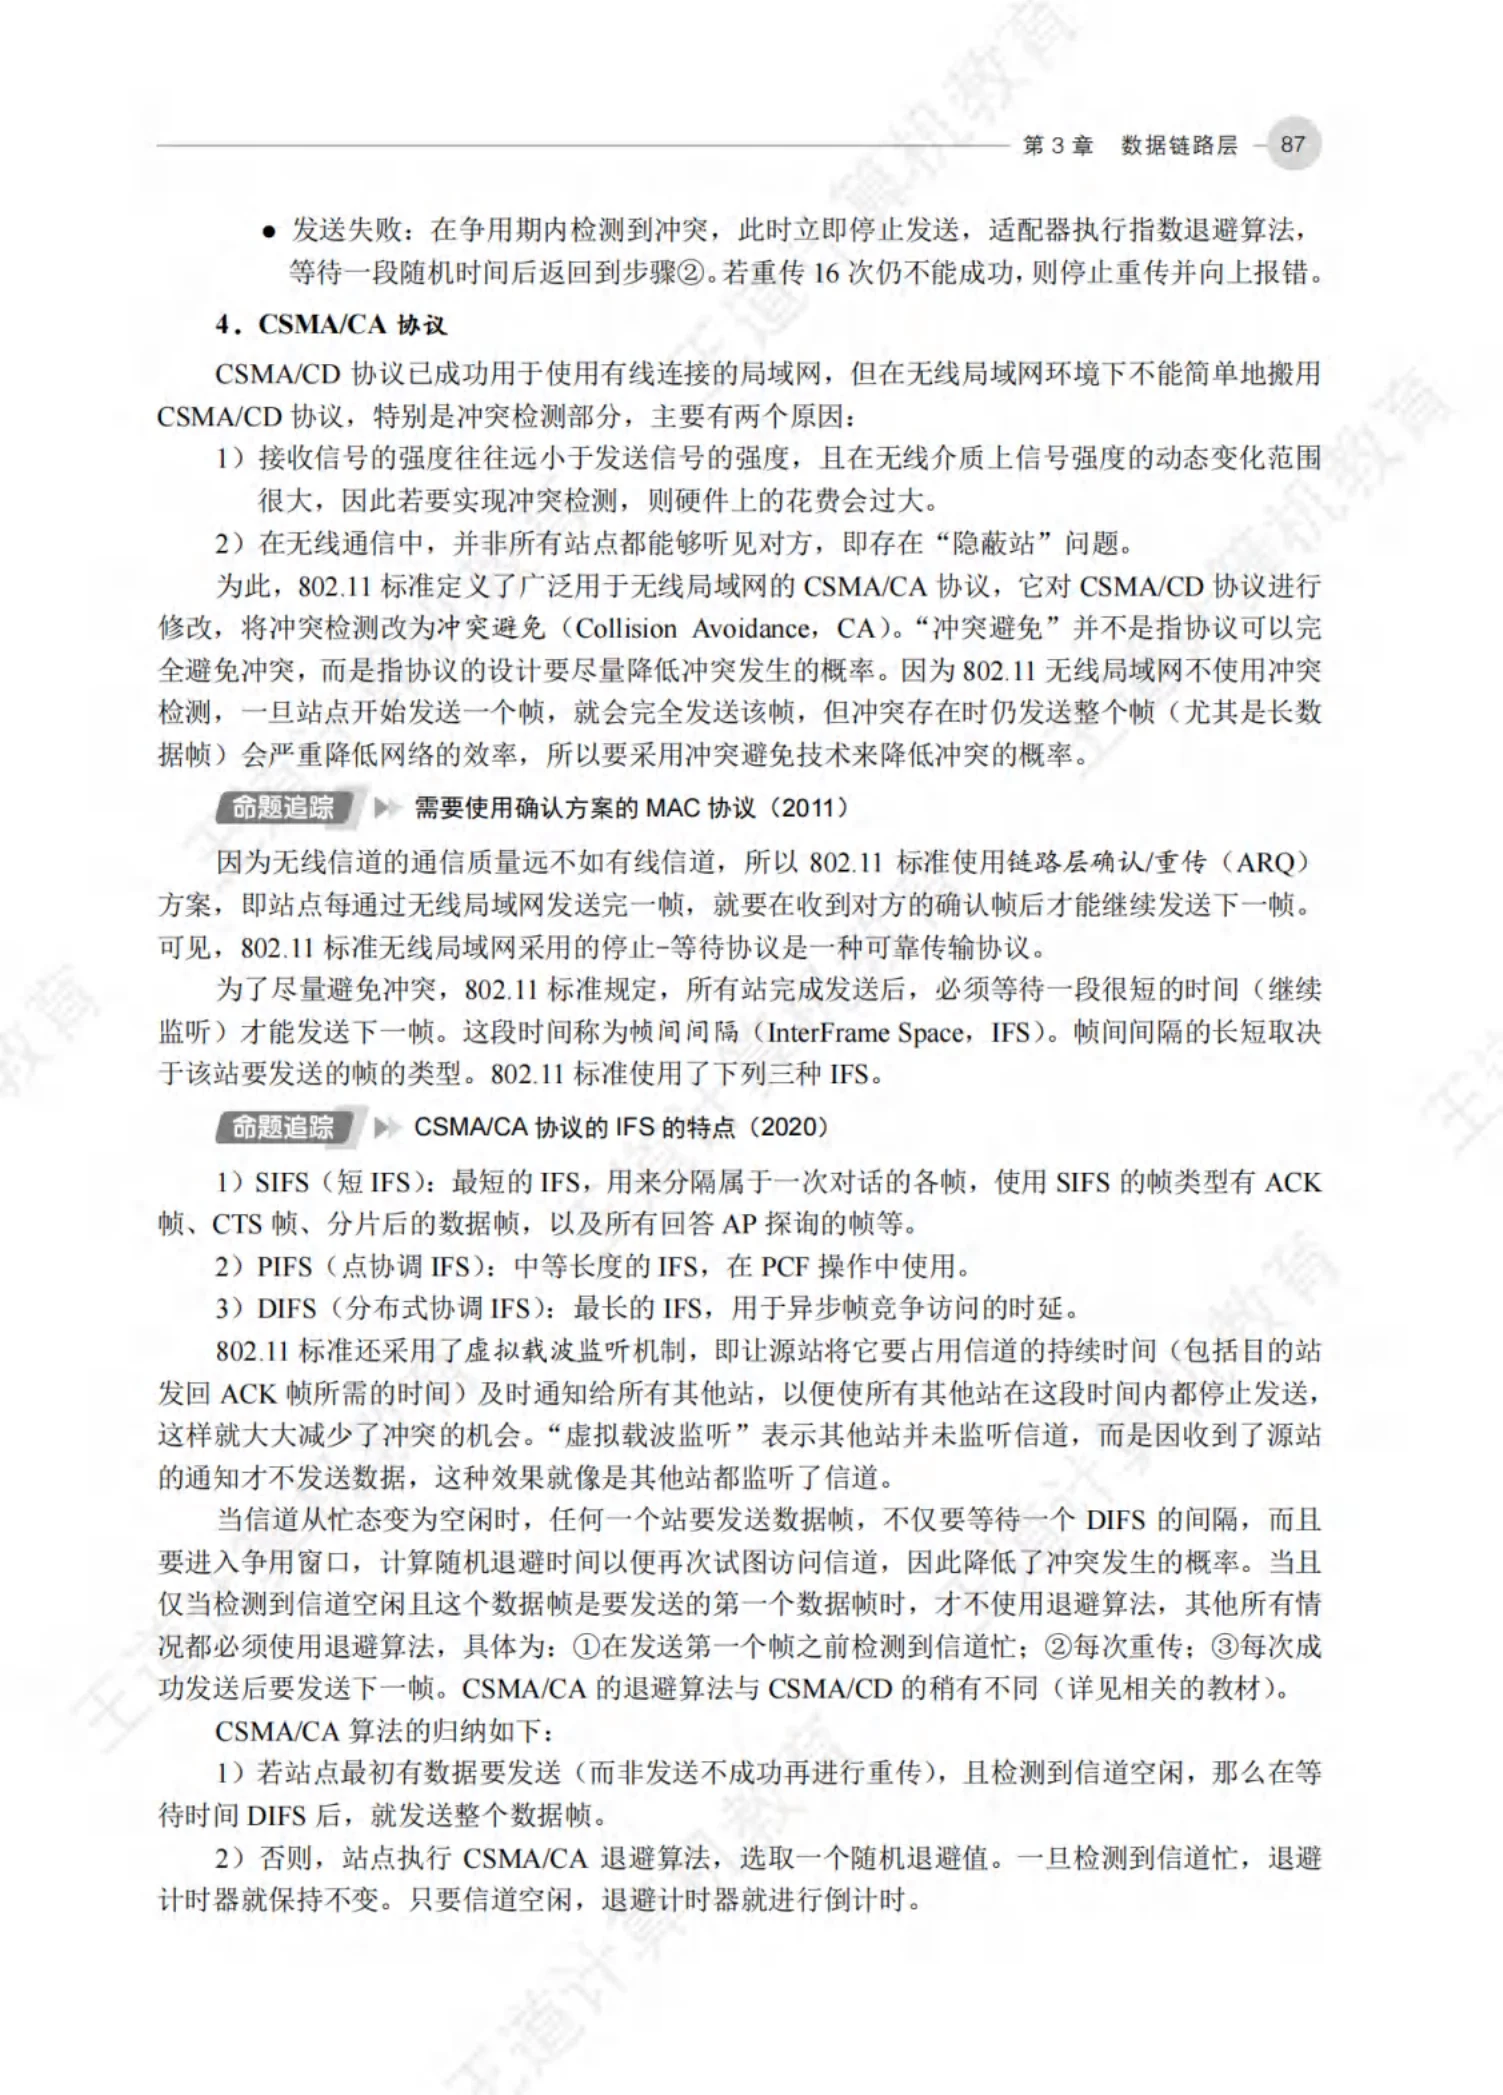 第 3 章 数据链路层 87
● 发送失败：在争用期内检测到冲突，此时立即停止发送，适配器执行指数退避算法，
等待一段随机时间后返回到步骤②。若重传 16 次仍不能成功，则停止重传并向上报错。
4．CSMA/CA 协议
CSMA/CD 协议已成功用于使用有线连接的局域网，但在无线局域网环境下不能简单地搬用
CSMA/CD 协议，特别是冲突检测部分，主要有两个原因：
1）接收信号的强度往往远小于发送信号的强度，且在无线介质上信号强度的动态变化范围
很大，因此若要实现冲突检测，则硬件上的花费会过大。
2）在无线通信中，并非所有站点都能够听见对方，即存在“隐蔽站”问题。
为此，802.11 标准定义了广泛用于无线局域网的 CSMA/CA 协议，它对 CSMA/CD 协议进行
修改，将冲突检测改为冲突避免（Collision Avoidance，CA）。“冲突避免”并不是指协议可以完
全避免冲突，而是指协议的设计要尽量降低冲突发生的概率。因为 802.11 无线局域网不使用冲突
检测，一旦站点开始发送一个帧，就会完全发送该帧，但冲突存在时仍发送整个帧（尤其是长数
据帧）会严重降低网络的效率，所以要采用冲突避免技术来降低冲突的概率。
命题追踪 需要使用确认方案的 MAC 协议（2011）
因为无线信道的通信质量远不如有线信道，所以 802.11 标准使用链路层确认/重传（ARQ）
方案，即站点每通过无线局域网发送完一帧，就要在收到对方的确认帧后才能继续发送下一帧。
可见，802.11 标准无线局域网采用的停止-等待协议是一种可靠传输协议。
为了尽量避免冲突，802.11 标准规定，所有站完成发送后，必须等待一段很短的时间（继续
监听）才能发送下一帧。这段时间称为帧间间隔（InterFrame Space，IFS）。帧间间隔的长短取决
于该站要发送的帧的类型。802.11 标准使用了下列三种 IFS。
命题追踪 CSMA/CA 协议的 IFS 的特点（2020）
1）SIFS（短 IFS）：最短的 IFS，用来分隔属于一次对话的各帧，使用 SIFS 的帧类型有 ACK
帧、CTS 帧、分片后的数据帧，以及所有回答 AP 探询的帧等。
2）PIFS（点协调 IFS）：中等长度的 IFS，在 PCF 操作中使用。
3）DIFS（分布式协调 IFS）：最长的 IFS，用于异步帧竞争访问的时延。
802.11 标准还采用了虚拟载波监听机制，即让源站将它要占用信道的持续时间（包括目的站
发回 ACK 帧所需的时间）及时通知给所有其他站，以便使所有其他站在这段时间内都停止发送，
这样就大大减少了冲突的机会。“虚拟载波监听”表示其他站并未监听信道，而是因收到了源站
的通知才不发送数据，这种效果就像是其他站都监听了信道。
当信道从忙态变为空闲时，任何一个站要发送数据帧，不仅要等待一个 DIFS 的间隔，而且
要进入争用窗口，计算随机退避时间以便再次试图访问信道，因此降低了冲突发生的概率。当且
仅当检测到信道空闲且这个数据帧是要发送的第一个数据帧时，才不使用退避算法，其他所有情
况都必须使用退避算法，具体为：①在发送第一个帧之前检测到信道忙；②每次重传；③每次成
功发送后要发送下一帧。CSMA/CA 的退避算法与 CSMA/CD 的稍有不同（详见相关的教材）。
CSMA/CA 算法的归纳如下：
1）若站点最初有数据要发送（而非发送不成功再进行重传），且检测到信道空闲，那么在等
待时间 DIFS 后，就发送整个数据帧。
2）否则，站点执行 CSMA/CA 退避算法，选取一个随机退避值。一旦检测到信道忙，退避
计时器就保持不变。只要信道空闲，退避计时器就进行倒计时。
王道计算机教育